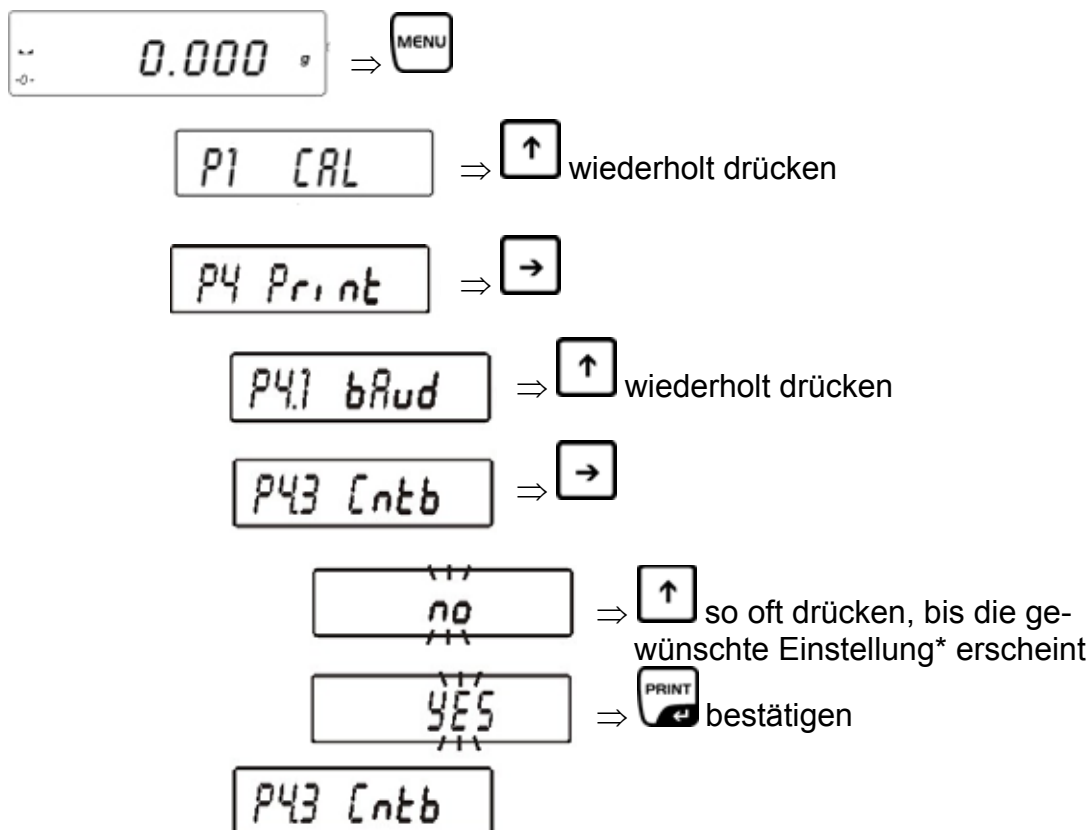 0.000 g ⇒ MENU
-0-
P1 CAL ⇒ ↑ wiederholt drücken
P4 Print ⇒ →
P4.1 bAud ⇒ ↑ wiederholt drücken
P4.3 Cntb ⇒ →
no ⇒ ↑ so oft drücken, bis die ge-
wünschte Einstellung* erscheint
YES ⇒ PRINT bestätigen
P4.3 Cntb